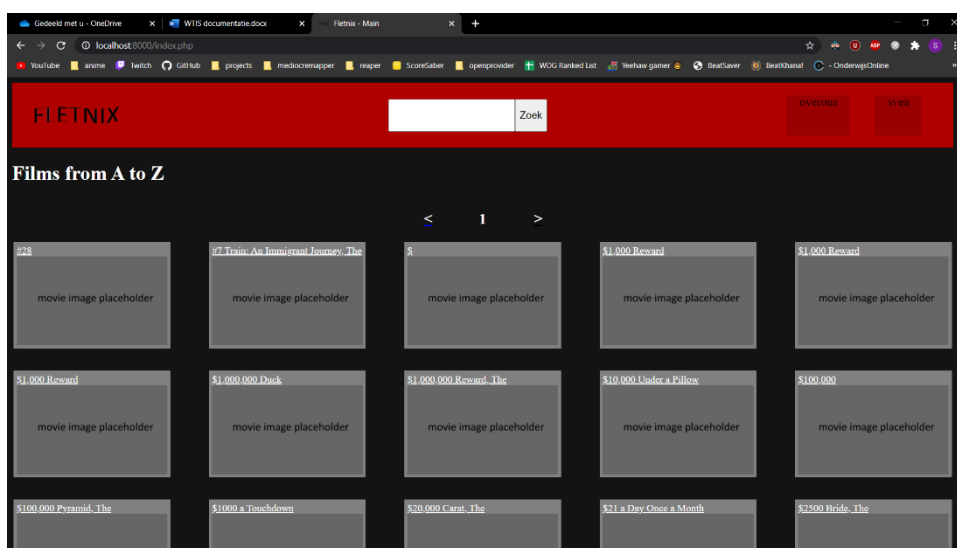 Gedeeld met u - OneDrive WTIS documentatie.docx Fletnix - Main
localhost:8000/index.php
YouTube anime Twitch GitHub projects mediocremapper reaper ScoreSaber openprovider WOG Ranked List Yeehaw gamer BeatSaver BeatKhana! - OnderwijsOnline
FLETNIX Zoek overons sven
Films from A to Z
< 1 >
#28 #7 Train: An Immigrant Journey, The $ $1,000 Reward $1,000 Reward
movie image placeholder movie image placeholder movie image placeholder movie image placeholder movie image placeholder
$1,000 Reward $1,000,000 Duck $1,000,000 Reward, The $10,000 Under a Pillow $100,000
movie image placeholder movie image placeholder movie image placeholder movie image placeholder movie image placeholder
$100,000 Pyramid, The $1000 a Touchdown $20,000 Carat, The $21 a Day Once a Month $2500 Bride, The